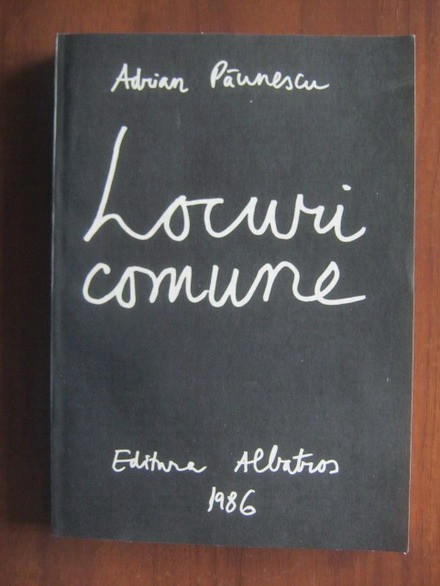 Adrian Păunescu
Locuri
comune
Editura Albatros
1986